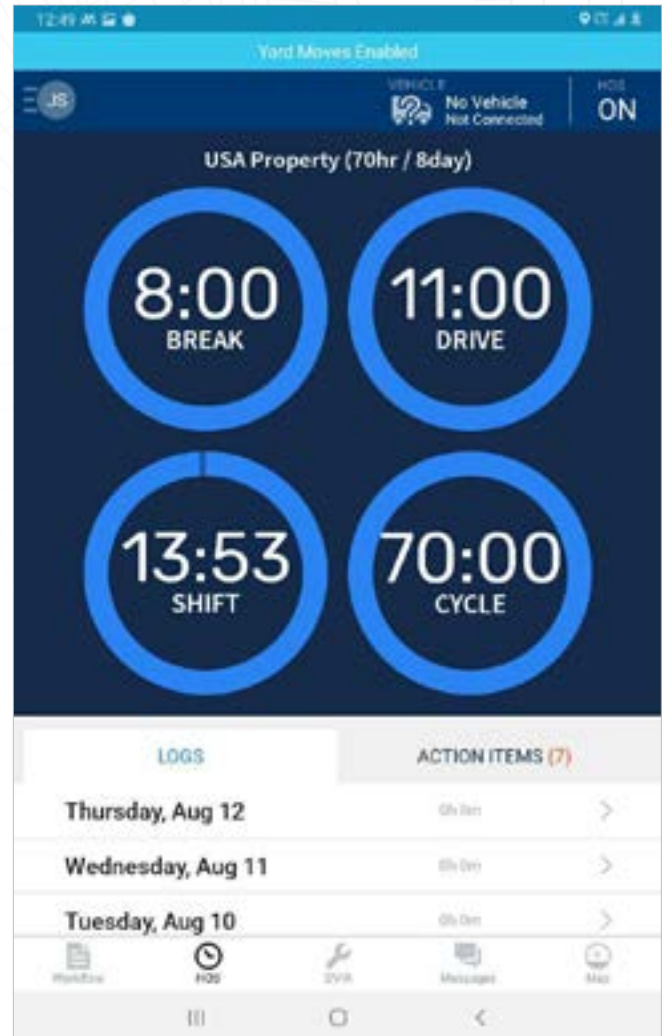 12:49
Yard Moves Enabled
JS
VEHICLE
No Vehicle
Not Connected
HOS
ON
USA Property (70hr / 8day)
8:00
BREAK
11:00
DRIVE
13:53
SHIFT
70:00
CYCLE
LOGS
ACTION ITEMS (7)
Thursday, Aug 12
0h 0m
Wednesday, Aug 11
0h 0m
Tuesday, Aug 10
0h 0m
Workflow
HOS
DVIR
Messages
Map